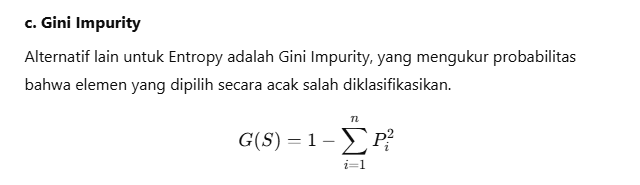 c. Gini Impurity
Alternatif lain untuk Entropy adalah Gini Impurity, yang mengukur probabilitas
bahwa elemen yang dipilih secara acak salah diklasifikasikan.
G(S) = 1 − ∑_{i=1}^{n} P_i^2